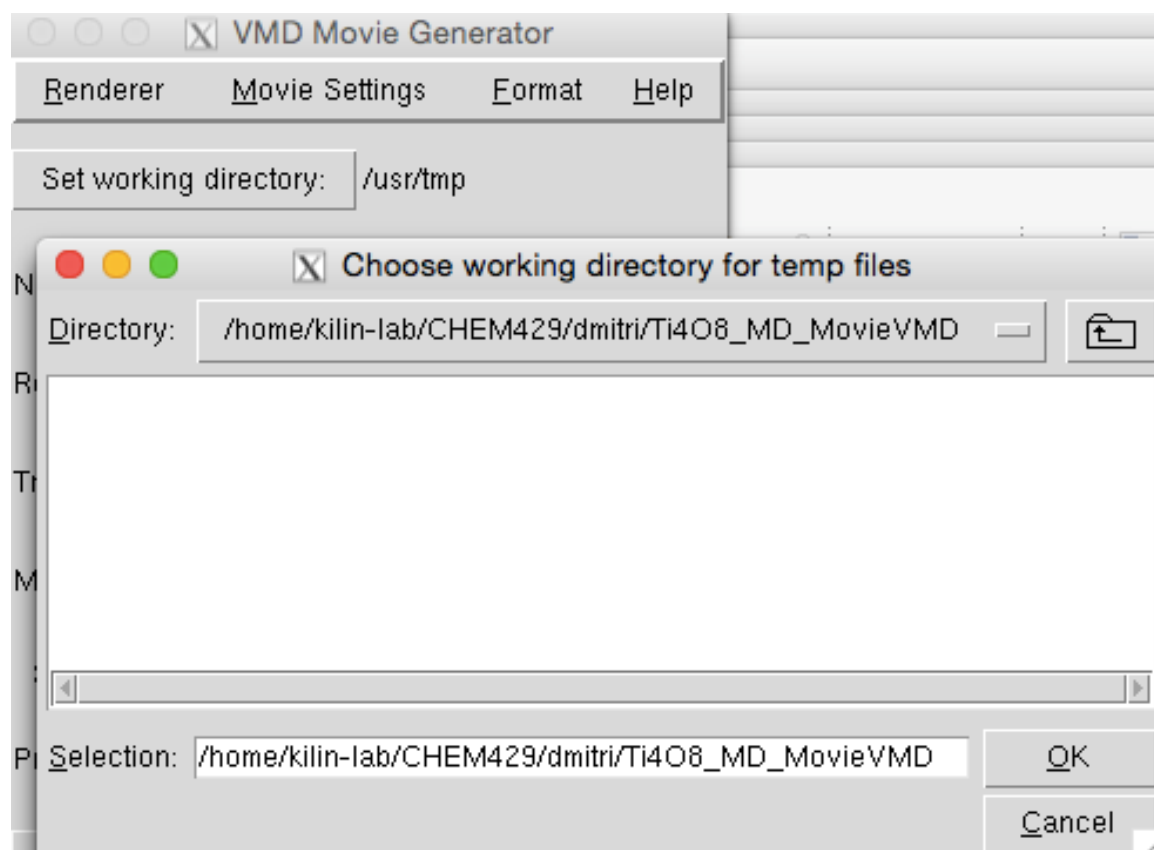 VMD Movie Generator
Renderer Movie Settings Format Help
Set working directory: /usr/tmp
Choose working directory for temp files
Directory: /home/kilin-lab/CHEM429/dmitri/Ti4O8_MD_MovieVMD
Selection: /home/kilin-lab/CHEM429/dmitri/Ti4O8_MD_MovieVMD
OK
Cancel